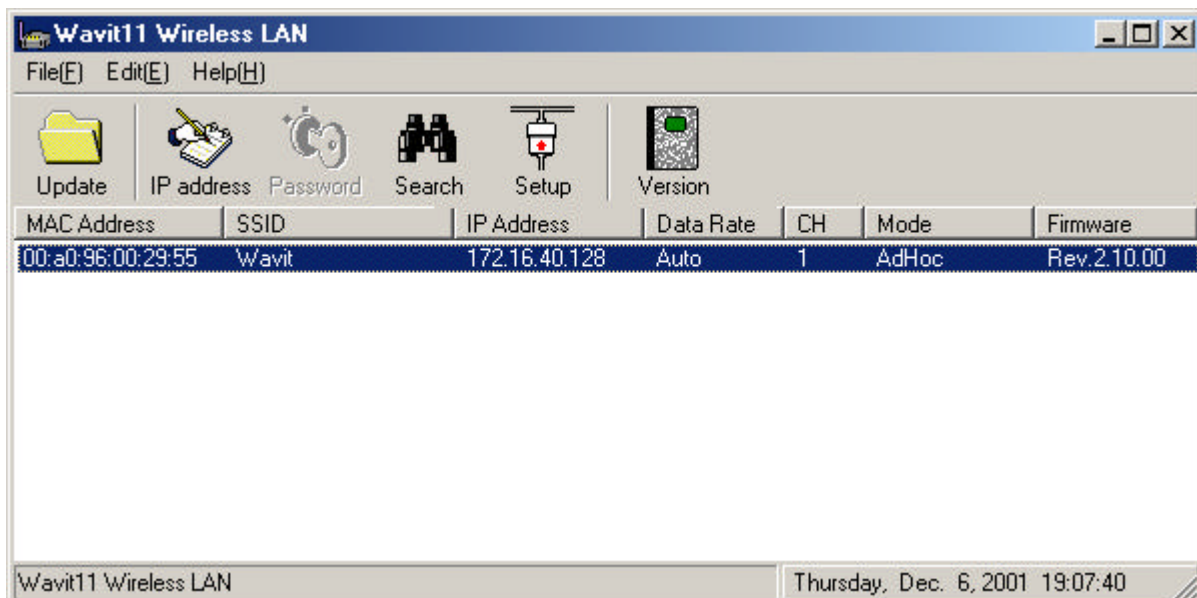 Wavit11 Wireless LAN
File(F) Edit(E) Help(H)
Update IP address Password Search Setup Version
MAC Address SSID IP Address Data Rate CH Mode Firmware
00:a0:96:00:29:55 Wavit 172.16.40.128 Auto 1 AdHoc Rev.2.10.00
Wavit11 Wireless LAN Thursday, Dec. 6, 2001 19:07:40